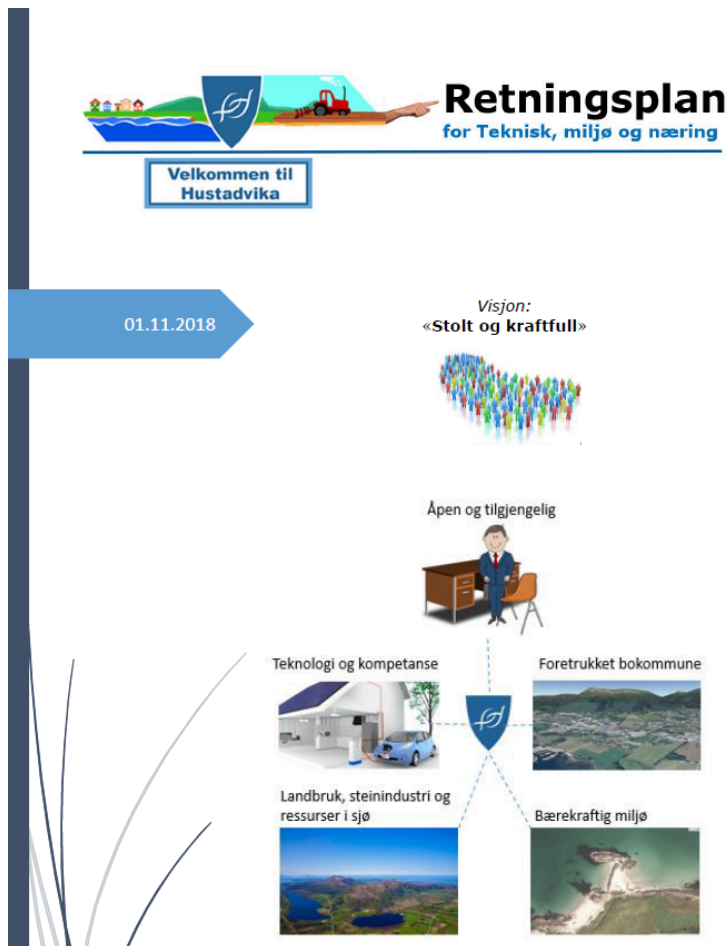 Retningsplan
for Teknisk, miljø og næring
Velkommen til
Hustadvika
01.11.2018
Visjon:
«Stolt og kraftfull»
Åpen og tilgjengelig
Teknologi og kompetanse
Foretrukket bokommune
Landbruk, steinindustri og
ressurser i sjø
Bærekraftig miljø